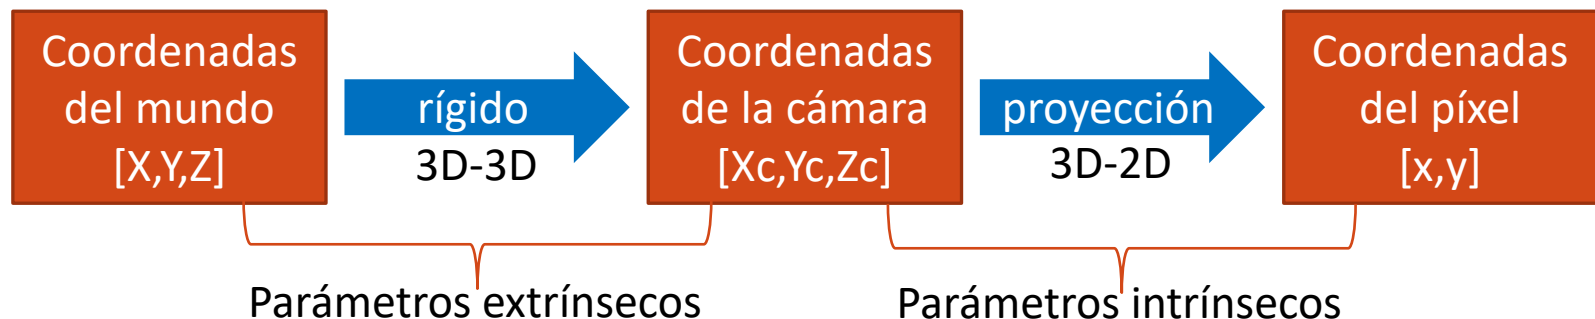 Coordenadas
del mundo
[X,Y,Z]
rígido
3D-3D
Coordenadas
de la cámara
[Xc,Yc,Zc]
proyección
3D-2D
Coordenadas
del píxel
[x,y]
Parámetros extrínsecos
Parámetros intrínsecos